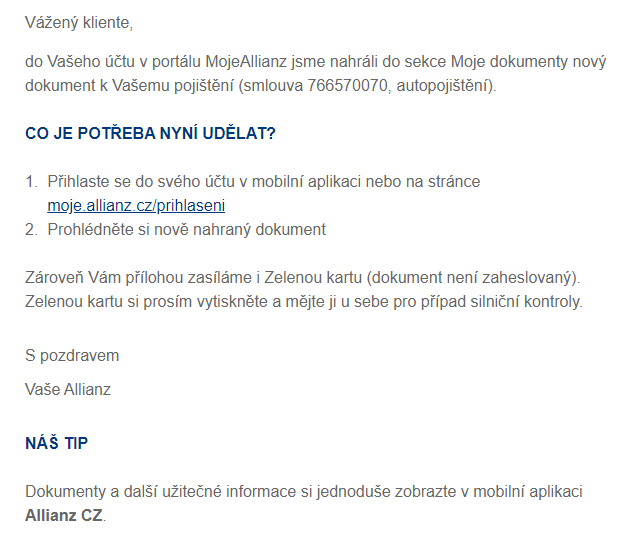 Vážený kliente,
do Vašeho účtu v portálu MojeAllianz jsme nahráli do sekce Moje dokumenty nový
dokument k Vašemu pojištění (smlouva 766570070, autopojištění).
CO JE POTŘEBA NYNÍ UDĚLAT?
1. Přihlaste se do svého účtu v mobilní aplikaci nebo na stránce
moje.allianz.cz/prihlaseni
2. Prohlédněte si nově nahraný dokument
Zároveň Vám přílohou zasíláme i Zelenou kartu (dokument není zaheslovaný).
Zelenou kartu si prosím vytiskněte a mějte ji u sebe pro případ silniční kontroly.
S pozdravem
Vaše Allianz
NÁŠ TIP
Dokumenty a další užitečné informace si jednoduše zobrazte v mobilní aplikaci
Allianz CZ.